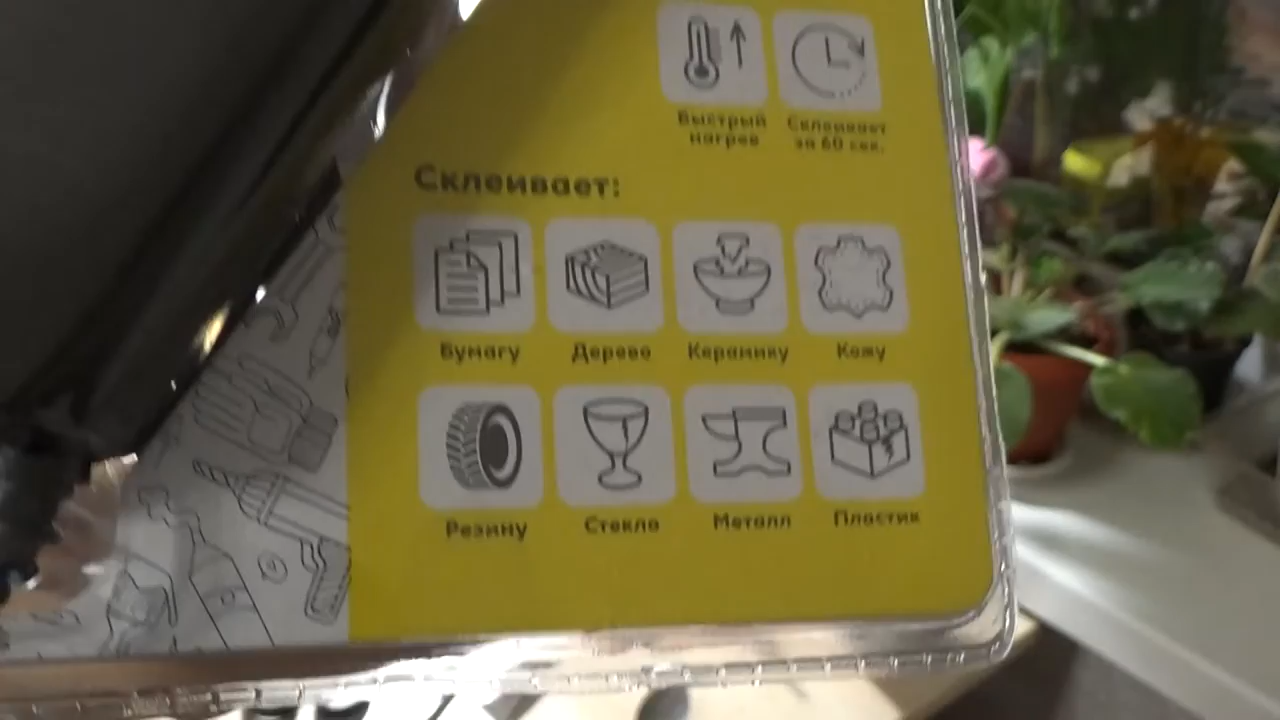 Быстрый
нагрев
Склеивает
за 60 сек.
Склеивает:
Бумагу
Дерево
Керамику
Кожу
Резину
Стекло
Металл
Пластик